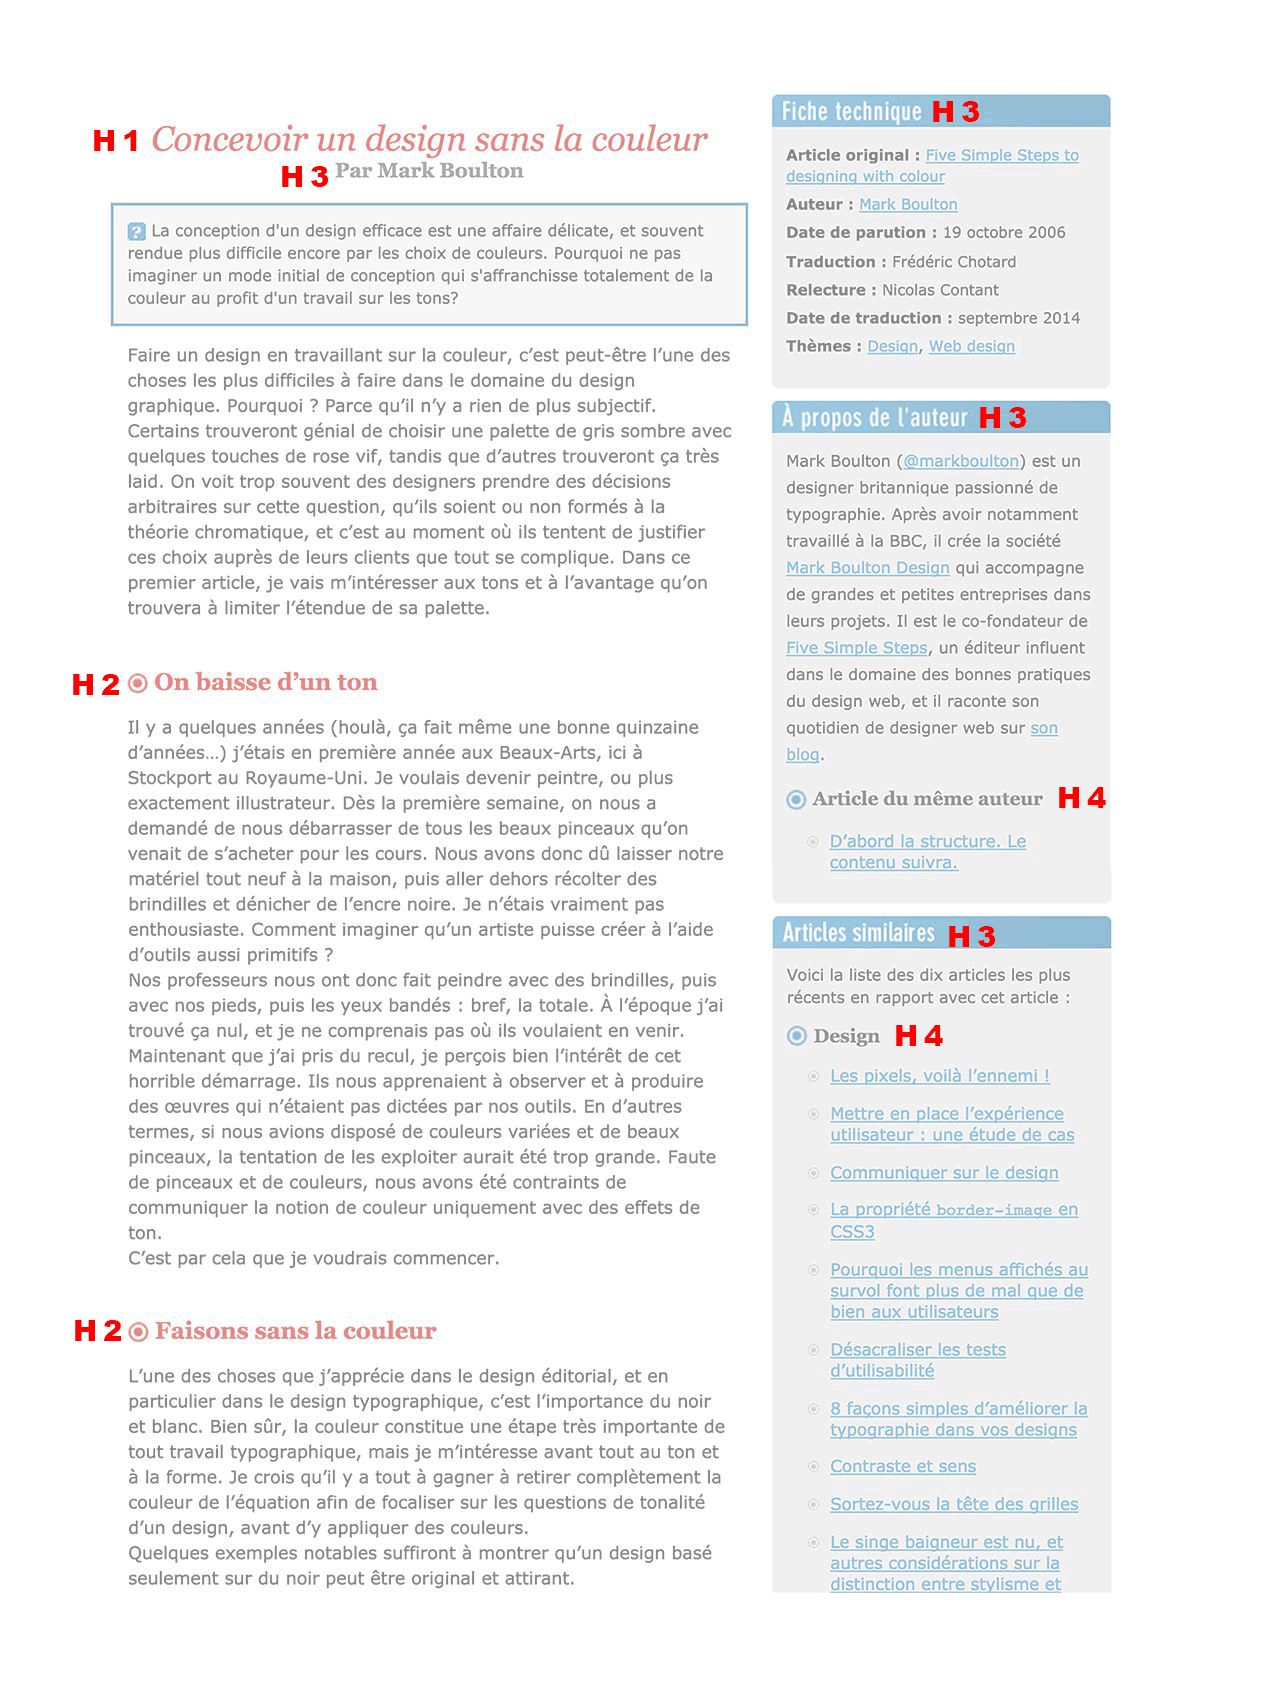 H 1 Concevoir un design sans la couleur
H 3 Par Mark Boulton
? La conception d'un design efficace est une affaire délicate, et souvent
rendue plus difficile encore par les choix de couleurs. Pourquoi ne pas
imaginer un mode initial de conception qui s'affranchisse totalement de la
couleur au profit d'un travail sur les tons?
Faire un design en travaillant sur la couleur, c’est peut-être l’une des
choses les plus difficiles à faire dans le domaine du design
graphique. Pourquoi ? Parce qu’il n’y a rien de plus subjectif.
Certains trouveront génial de choisir une palette de gris sombre avec
quelques touches de rose vif, tandis que d’autres trouveront ça très
laid. On voit trop souvent des designers prendre des décisions
arbitraires sur cette question, qu’ils soient ou non formés à la
théorie chromatique, et c’est au moment où ils tentent de justifier
ces choix auprès de leurs clients que tout se complique. Dans ce
premier article, je vais m’intéresser aux tons et à l’avantage qu’on
trouvera à limiter l’étendue de sa palette.
H 2 On baisse d’un ton
Il y a quelques années (houlà, ça fait même une bonne quinzaine
d’années…) j’étais en première année aux Beaux-Arts, ici à
Stockport au Royaume-Uni. Je voulais devenir peintre, ou plus
exactement illustrateur. Dès la première semaine, on nous a
demandé de nous débarrasser de tous les beaux pinceaux qu’on
venait de s’acheter pour les cours. Nous avons donc dû laisser notre
matériel tout neuf à la maison, puis aller dehors récolter des
brindilles et dénicher de l’encre noire. Je n’étais vraiment pas
enthousiaste. Comment imaginer qu’un artiste puisse créer à l’aide
d’outils aussi primitifs ?
Nos professeurs nous ont donc fait peindre avec des brindilles, puis
avec nos pieds, puis les yeux bandés : bref, la totale. À l’époque j’ai
trouvé ça nul, et je ne comprenais pas où ils voulaient en venir.
Maintenant que j’ai pris du recul, je perçois bien l’intérêt de cet
horrible démarrage. Ils nous apprenaient à observer et à produire
des œuvres qui n’étaient pas dictées par nos outils. En d’autres
termes, si nous avions disposé de couleurs variées et de beaux
pinceaux, la tentation de les exploiter aurait été trop grande. Faute
de pinceaux et de couleurs, nous avons été contraints de
communiquer la notion de couleur uniquement avec des effets de
ton.
C’est par cela que je voudrais commencer.
H 2 Faisons sans la couleur
L’une des choses que j’apprécie dans le design éditorial, et en
particulier dans le design typographique, c’est l’importance du noir
et blanc. Bien sûr, la couleur constitue une étape très importante de
tout travail typographique, mais je m’intéresse avant tout au ton et
à la forme. Je crois qu’il y a tout à gagner à retirer complètement la
couleur de l’équation afin de focaliser sur les questions de tonalité
d’un design, avant d’y appliquer des couleurs.
Quelques exemples notables suffiront à montrer qu’un design basé
seulement sur du noir peut être original et attirant.
Fiche technique H 3
Article original : Five Simple Steps to
designing with colour
Auteur : Mark Boulton
Date de parution : 19 octobre 2006
Traduction : Frédéric Chotard
Relecture : Nicolas Contant
Date de traduction : septembre 2014
Thèmes : Design, Web design
À propos de l'auteur H 3
Mark Boulton (@markboulton) est un
designer britannique passionné de
typographie. Après avoir notamment
travaillé à la BBC, il crée la société
Mark Boulton Design qui accompagne
de grandes et petites entreprises dans
leurs projets. Il est le co-fondateur de
Five Simple Steps, un éditeur influent
dans le domaine des bonnes pratiques
du design web, et il raconte son
quotidien de designer web sur son
blog.
Article du même auteur H 4
D’abord la structure. Le
contenu suivra.
Articles similaires H 3
Voici la liste des dix articles les plus
récents en rapport avec cet article :
Design H 4
Les pixels, voilà l’ennemi !
Mettre en place l’expérience
utilisateur : une étude de cas
Communiquer sur le design
La propriété border-image en
CSS3
Pourquoi les menus affichés au
survol font plus de mal que de
bien aux utilisateurs
Désacraliser les tests
d’utilisabilité
8 façons simples d’améliorer la
typographie dans vos designs
Contraste et sens
Sortez-vous la tête des grilles
Le singe baigneur est nu, et
autres considérations sur la
distinction entre stylisme et